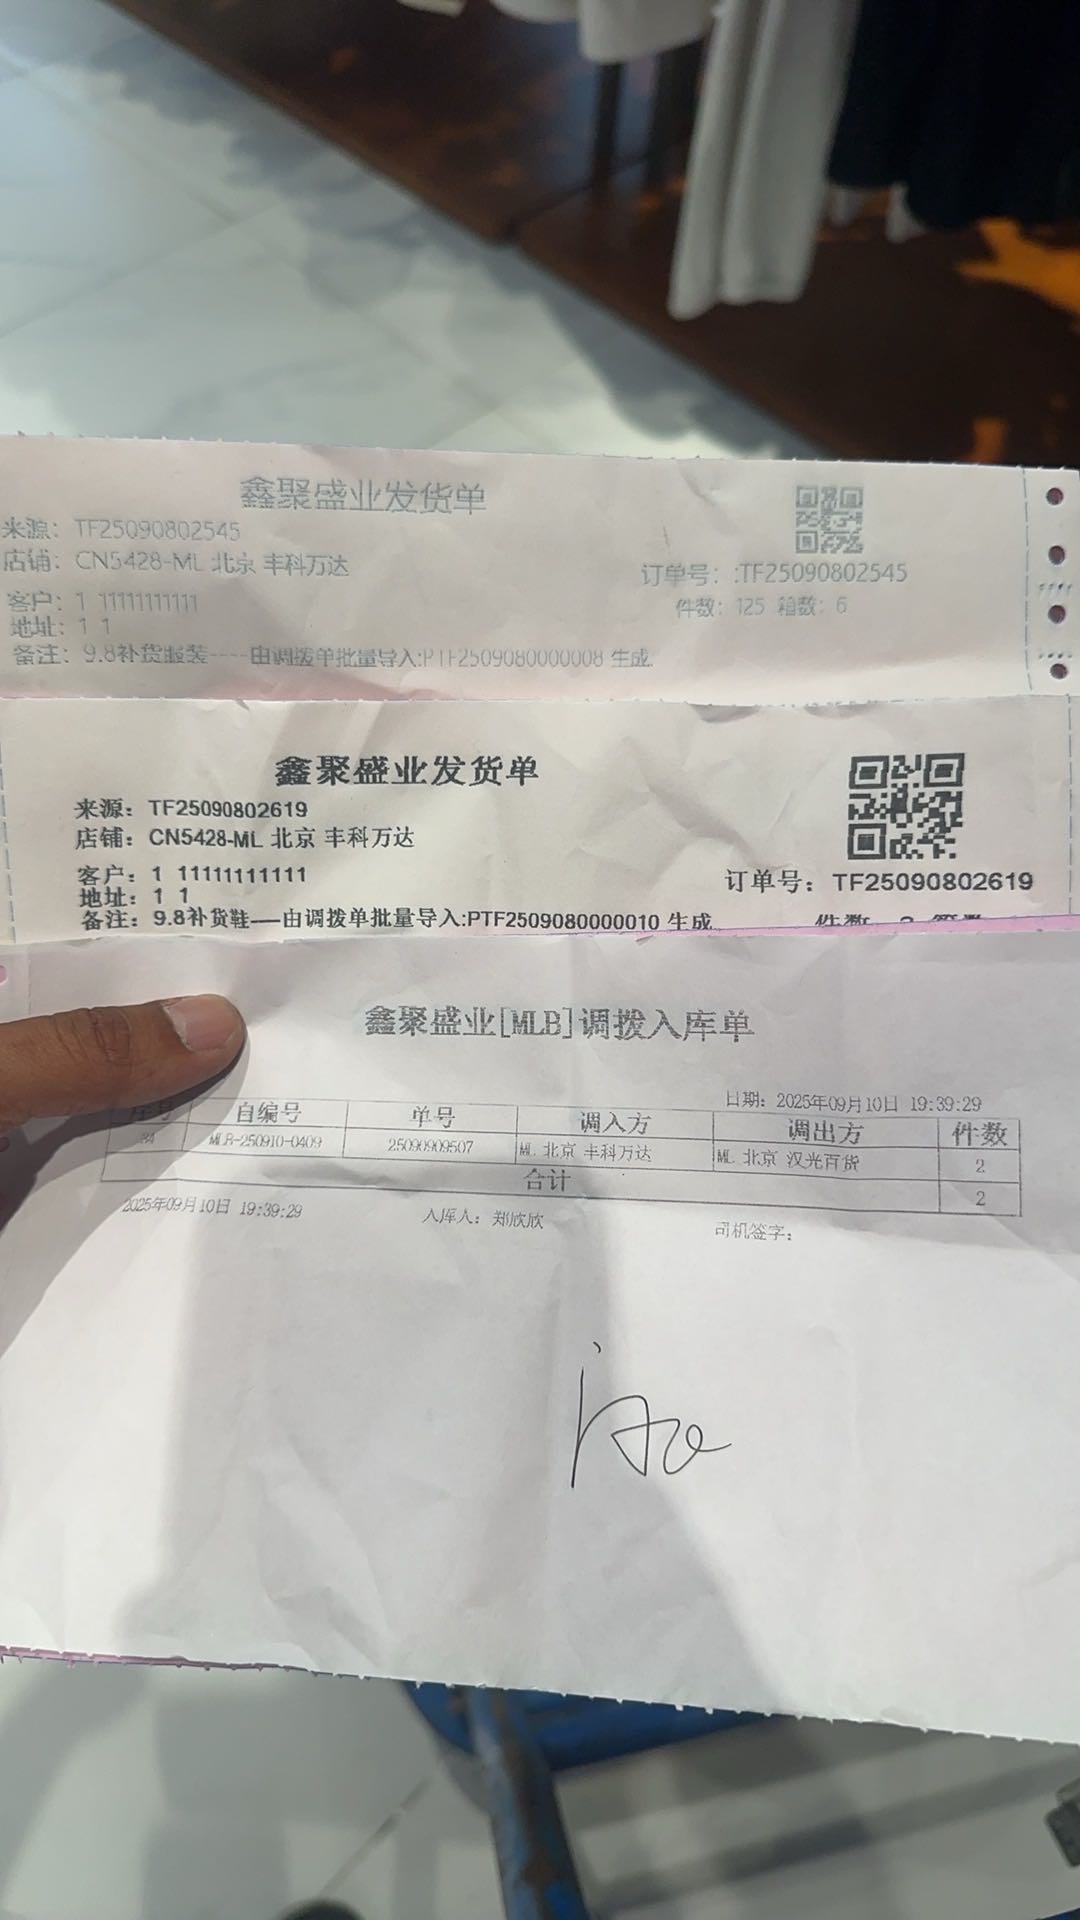 鑫聚盛业发货单
来源：TF25090802545
店铺：CN5428-ML 北京 丰科万达
订单号：:TF25090802545
客户：1 11111111111
件数：125 箱数：6
地址：1 1
备注：9.8补货服装----由调拨单批量导入:PTF2509080000008 生成.
鑫聚盛业发货单
来源：TF25090802619
店铺：CN5428-ML 北京 丰科万达
客户：1 11111111111
订单号：TF25090802619
地址：1 1
备注：9.8补货鞋----由调拨单批量导入:PTF2509080000010 生成.
鑫聚盛业[MLB]调拨入库单
日期：2025年09月10日 19:39:29
序号 自编号 单号 调入方 调出方 件数
34 MLB-250910-0409 25090909507 ML 北京 丰科万达 ML 北京 汉光百货 2
合计 2
2025年09月10日 19:39:29 入库人：郑欣欣 司机签字：